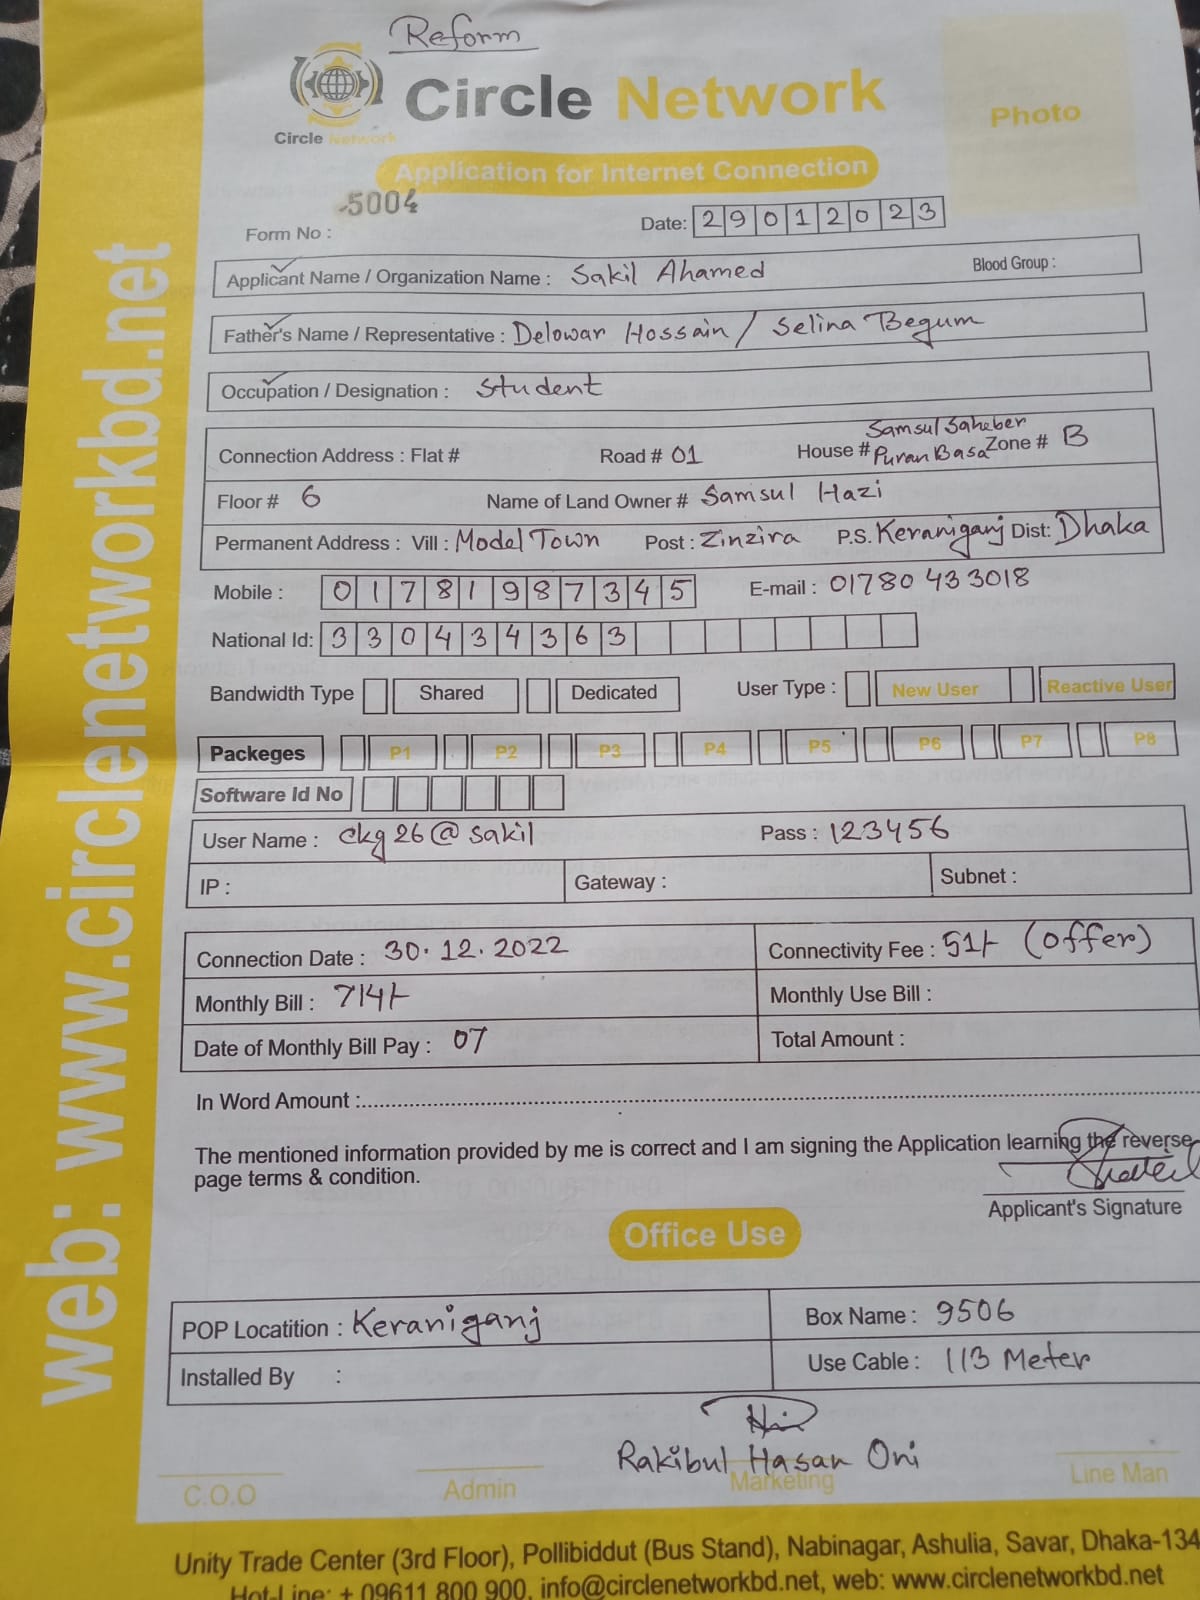 Reform
Circle Network
Circle Network
Photo
Application for Internet Connection
Form No : 5004
Date: 29012023
Applicant Name / Organization Name : Sakil Ahamed Blood Group :
Father's Name / Representative : Delowar Hossain / Selina Begum
Occupation / Designation : Student
Connection Address : Flat # Road # 01 House # Samsul Saheber Puran Basa Zone # B
Floor # 6 Name of Land Owner # Samsul Hazi
Permanent Address : Vill : Model Town Post : Zinzira P.S. Keraniganj Dist: Dhaka
Mobile : 01781987345 E-mail : 01780 433018
National Id: 330434363
Bandwidth Type Shared Dedicated User Type : New User Reactive User
Packeges P1 P2 P3 P4 P5 P6 P7 P8
Software Id No
User Name : ckg26@sakil Pass : 123456
IP : Gateway : Subnet :
Connection Date : 30.12.2022 Connectivity Fee : 51/- (offer)
Monthly Bill : 714/- Monthly Use Bill :
Date of Monthly Bill Pay : 07 Total Amount :
In Word Amount :
The mentioned information provided by me is correct and I am signing the Application learning the reverse
page terms & condition.
Applicant's Signature
Office Use
POP Locatition : Keraniganj Box Name : 9506
Installed By : Use Cable : 113 Meter
Rakibul Hasan Oni
C.O.O Admin Marketing Line Man
Unity Trade Center (3rd Floor), Pollibiddut (Bus Stand), Nabinagar, Ashulia, Savar, Dhaka-134
Hot-Line: + 09611 800 900, info@circlenetworkbd.net, web: www.circlenetworkbd.net
web: www.circlenetworkbd.net